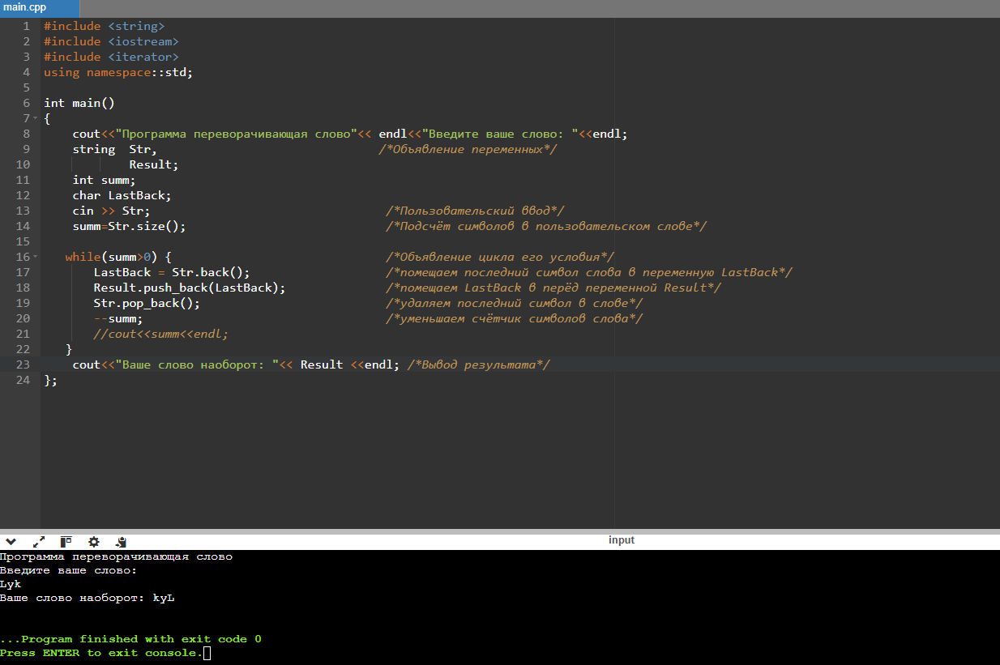 main.cpp
1 #include <string>
2 #include <iostream>
3 #include <iterator>
4 using namespace::std;
5
6 int main()
7 {
8     cout<<"Программа переворачивающая слово"<< endl<<"Введите ваше слово: "<<endl;
9     string  Str,                               /*Объявление переменных*/
10             Result;
11     int summ;
12     char LastBack;
13     cin >> Str;                                 /*Пользовательский ввод*/
14     summ=Str.size();                            /*Подсчёт символов в пользовательском слове*/
15
16    while(summ>0) {                              /*Объявление цикла его условия*/
17        LastBack = Str.back();                   /*помещаем последний символ слова в переменную LastBack*/
18        Result.push_back(LastBack);              /*помещаем LastBack в перёд переменной Result*/
19        Str.pop_back();                          /*удаляем последний символ в слове*/
20        --summ;                                  /*уменьшаем счётчик символов слова*/
21        //cout<<summ<<endl;
22    }
23     cout<<"Ваше слово наоборот: "<< Result <<endl; /*Вывод результата*/
24 };
input
Программа переворачивающая слово
Введите ваше слово:
Lyk
Ваше слово наоборот: kyL
...Program finished with exit code 0
Press ENTER to exit console.